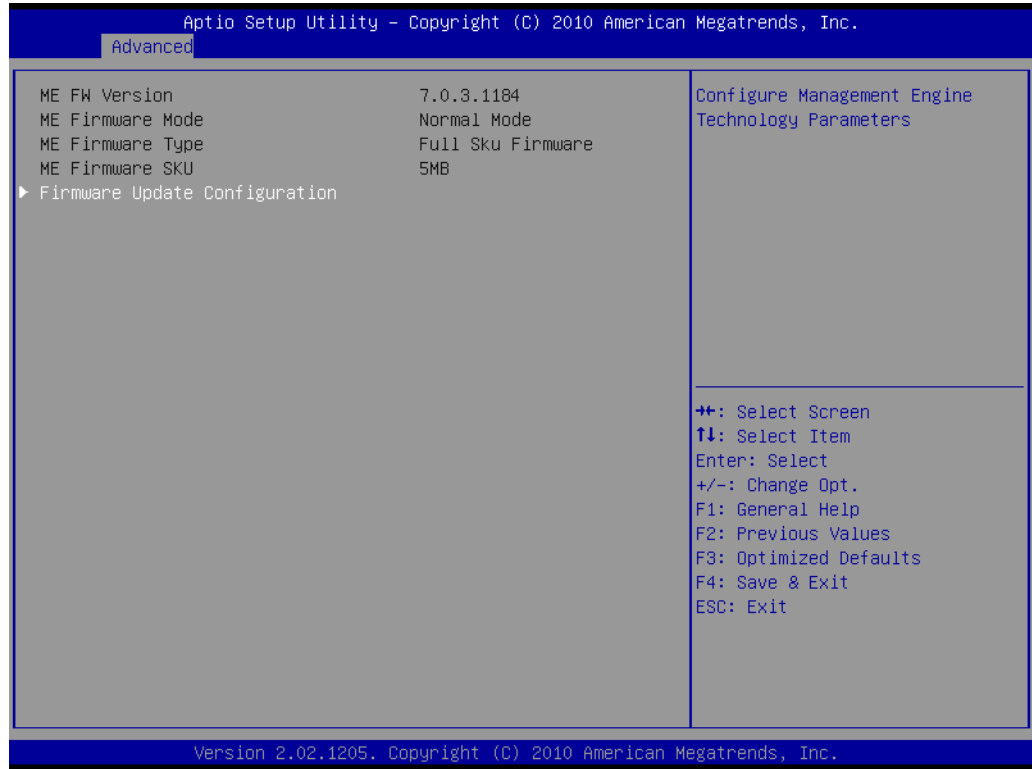 Aptio Setup Utility – Copyright (C) 2010 American Megatrends, Inc.
Advanced
ME FW Version 7.0.3.1184
ME Firmware Mode Normal Mode
ME Firmware Type Full Sku Firmware
ME Firmware SKU 5MB
▶ Firmware Update Configuration
Configure Management Engine
Technology Parameters
→←: Select Screen
↑↓: Select Item
Enter: Select
+/-: Change Opt.
F1: General Help
F2: Previous Values
F3: Optimized Defaults
F4: Save & Exit
ESC: Exit
Version 2.02.1205. Copyright (C) 2010 American Megatrends, Inc.